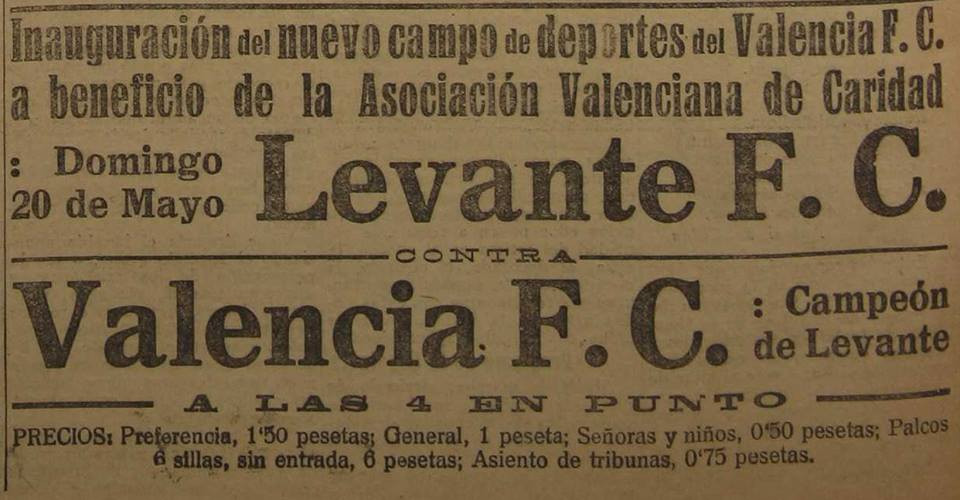 Inauguración del nuevo campo de deportes del Valencia F. C.
a beneficio de la Asociación Valenciana de Caridad
: Domingo
20 de Mayo
Levante F. C.
CONTRA
Valencia F. C.
: Campeón
de Levante
A LAS 4 EN PUNTO
PRECIOS: Preferencia, 1'50 pesetas; General, 1 peseta; Señoras y niños, 0'50 pesetas; Palcos
6 sillas, sin entrada, 6 pesetas; Asiento de tribunas, 0'75 pesetas.